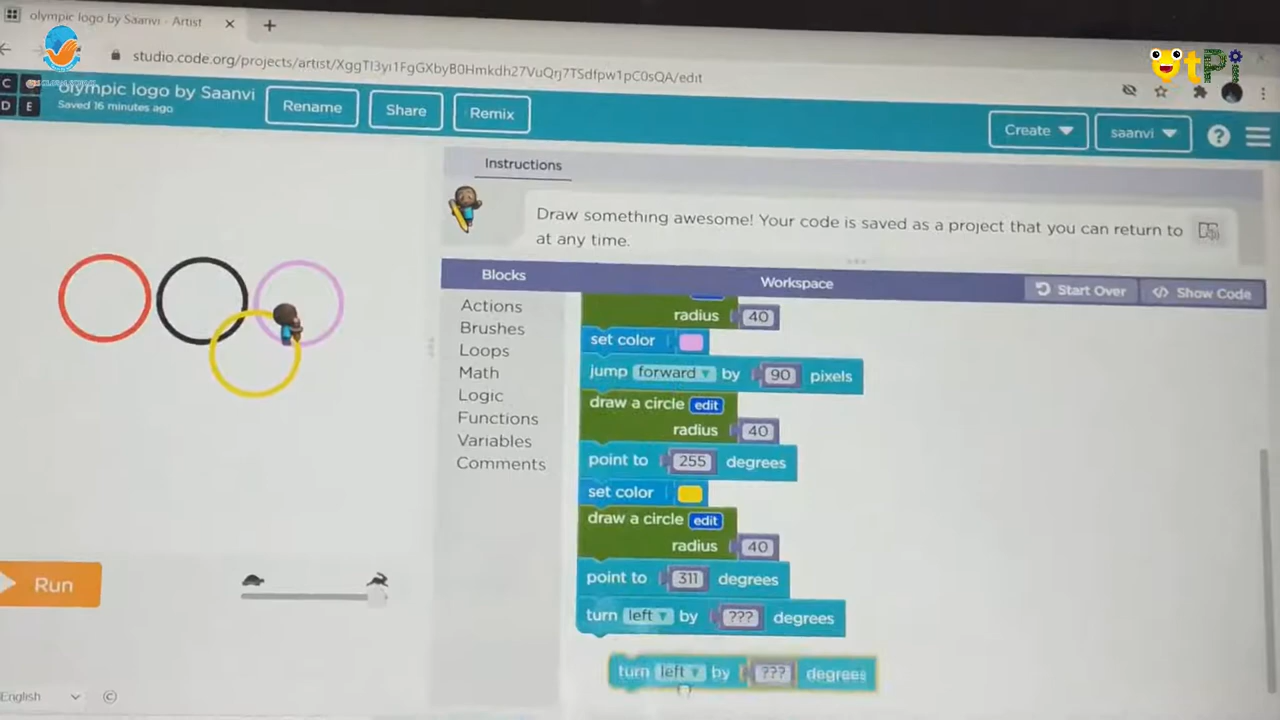 olympic logo by Saanvi - Artist
studio.code.org/projects/artist/XggTI3yi1FgGXbyB0Hmkdh27VuQrj7TSdfpw1pC0sQA/edit
tPi
C
D E
olympic logo by Saanvi
Saved 16 minutes ago
Rename
Share
Remix
Create
saanvi
?
Instructions
Draw something awesome! Your code is saved as a project that you can return to
at any time.
Blocks
Workspace
Start Over
Show Code
Actions
Brushes
Loops
Math
Logic
Functions
Variables
Comments
radius 40
set color
jump forward by 90 pixels
draw a circle edit
radius 40
point to 255 degrees
set color
draw a circle edit
radius 40
point to 311 degrees
turn left by ??? degrees
turn left by ??? degrees
Run
English
©